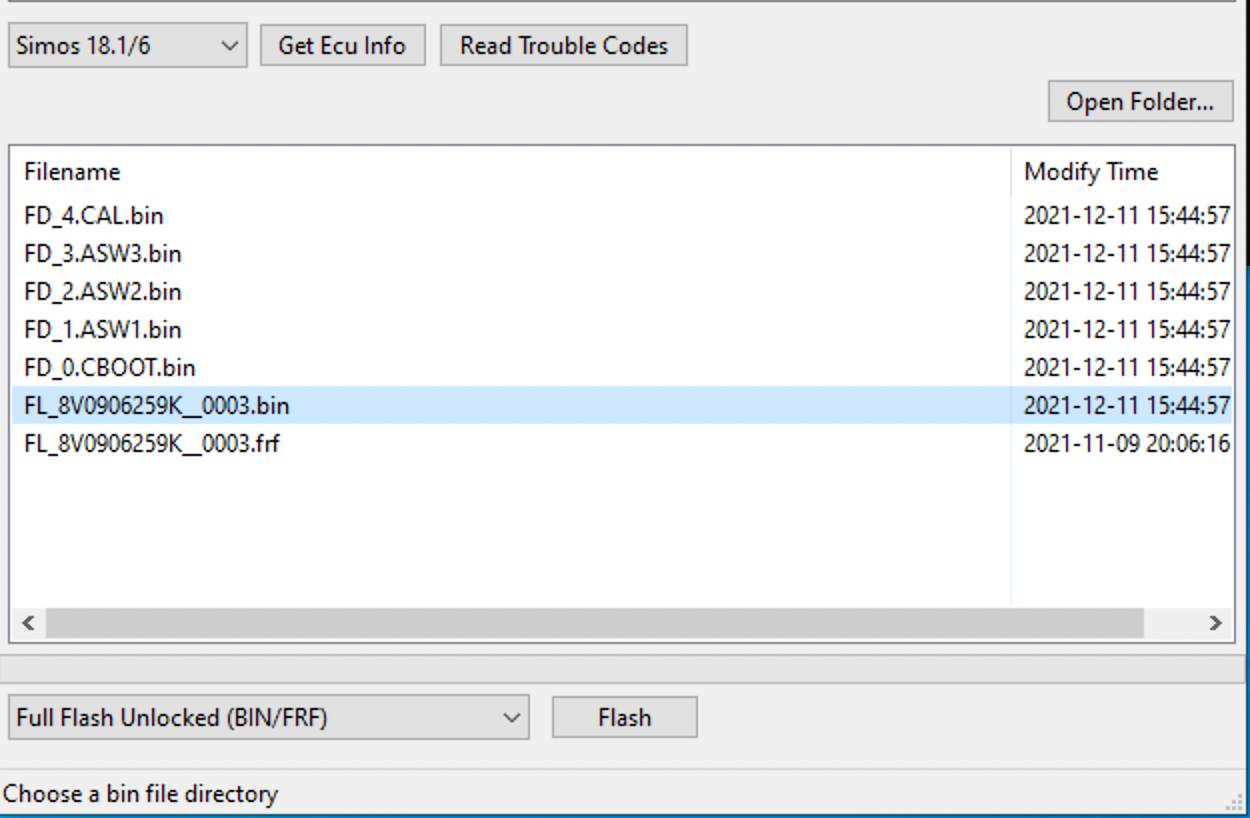 Simos 18.1/6 Get Ecu Info Read Trouble Codes
Open Folder...
Filename Modify Time
FD_4.CAL.bin 2021-12-11 15:44:57
FD_3.ASW3.bin 2021-12-11 15:44:57
FD_2.ASW2.bin 2021-12-11 15:44:57
FD_1.ASW1.bin 2021-12-11 15:44:57
FD_0.CBOOT.bin 2021-12-11 15:44:57
FL_8V0906259K__0003.bin 2021-12-11 15:44:57
FL_8V0906259K__0003.frf 2021-11-09 20:06:16
Full Flash Unlocked (BIN/FRF) Flash
Choose a bin file directory